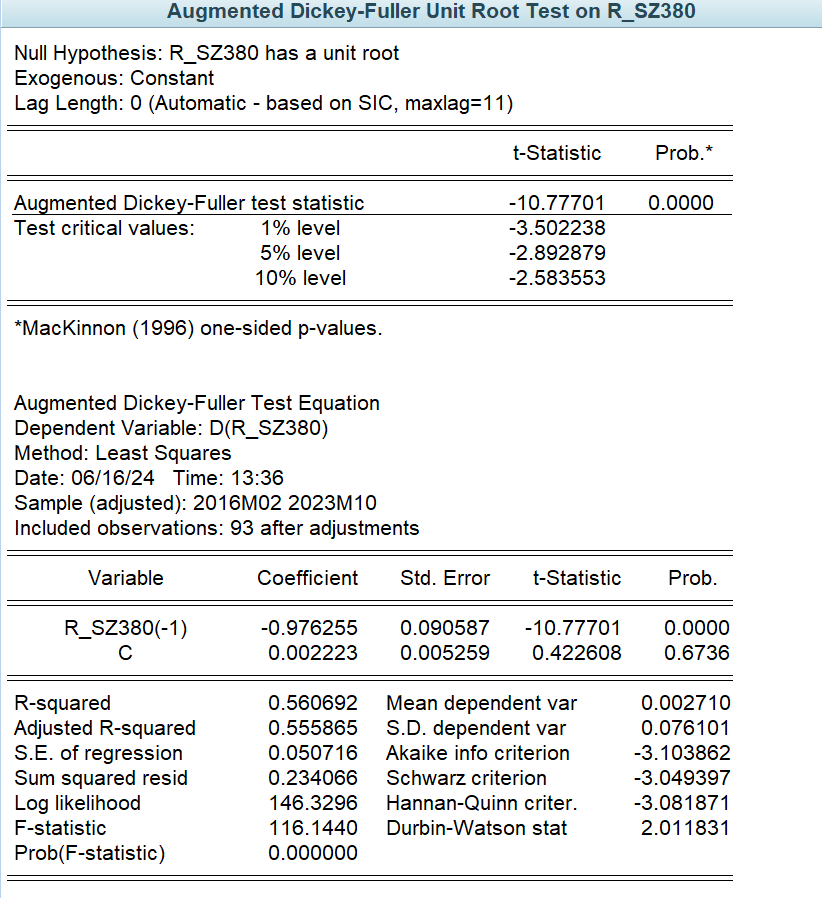 Augmented Dickey-Fuller Unit Root Test on R_SZ380
Null Hypothesis: R_SZ380 has a unit root
Exogenous: Constant
Lag Length: 0 (Automatic - based on SIC, maxlag=11)
t-Statistic Prob.*
Augmented Dickey-Fuller test statistic -10.77701 0.0000
Test critical values: 1% level -3.502238
5% level -2.892879
10% level -2.583553
*MacKinnon (1996) one-sided p-values.
Augmented Dickey-Fuller Test Equation
Dependent Variable: D(R_SZ380)
Method: Least Squares
Date: 06/16/24 Time: 13:36
Sample (adjusted): 2016M02 2023M10
Included observations: 93 after adjustments
Variable Coefficient Std. Error t-Statistic Prob.
R_SZ380(-1) -0.976255 0.090587 -10.77701 0.0000
C 0.002223 0.005259 0.422608 0.6736
R-squared 0.560692 Mean dependent var 0.002710
Adjusted R-squared 0.555865 S.D. dependent var 0.076101
S.E. of regression 0.050716 Akaike info criterion -3.103862
Sum squared resid 0.234066 Schwarz criterion -3.049397
Log likelihood 146.3296 Hannan-Quinn criter. -3.081871
F-statistic 116.1440 Durbin-Watson stat 2.011831
Prob(F-statistic) 0.000000